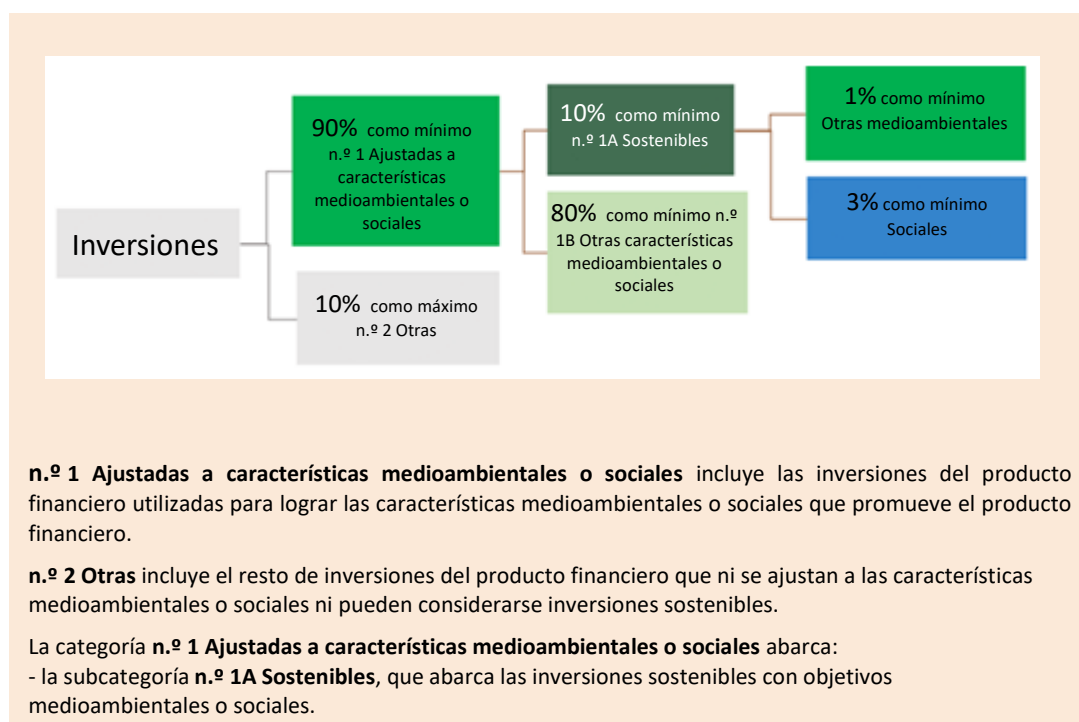 Inversiones
90% como mínimo
n.º 1 Ajustadas a
características
medioambientales o
sociales
10% como máximo
n.º 2 Otras
10% como mínimo
n.º 1A Sostenibles
80% como mínimo n.º
1B Otras características
medioambientales o
sociales
1% como mínimo
Otras medioambientales
3% como mínimo
Sociales
n.º 1 Ajustadas a características medioambientales o sociales incluye las inversiones del producto
financiero utilizadas para lograr las características medioambientales o sociales que promueve el producto
financiero.
n.º 2 Otras incluye el resto de inversiones del producto financiero que ni se ajustan a las características
medioambientales o sociales ni pueden considerarse inversiones sostenibles.
La categoría n.º 1 Ajustadas a características medioambientales o sociales abarca:
- la subcategoría n.º 1A Sostenibles, que abarca las inversiones sostenibles con objetivos
medioambientales o sociales.